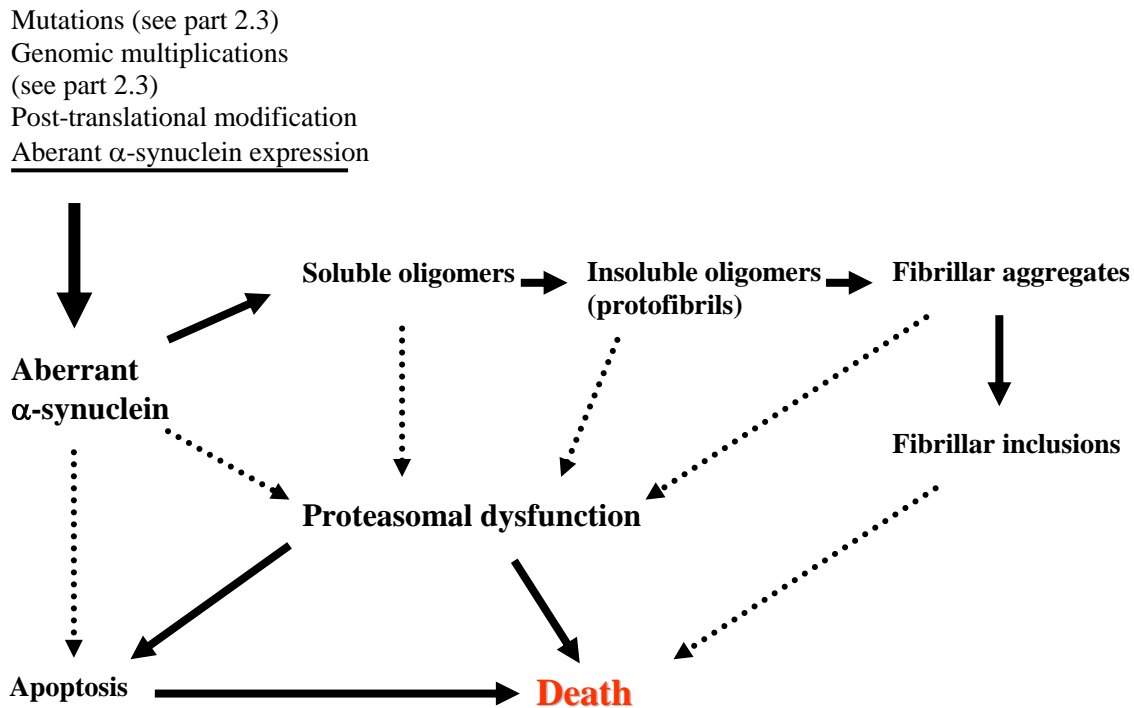 Mutations (see part 2.3)
Genomic multiplications
(see part 2.3)
Post-translational modification
Aberant α-synuclein expression
Soluble oligomers
Insoluble oligomers
(protofibrils)
Fibrillar aggregates
Aberrant
α-synuclein
Fibrillar inclusions
Proteasomal dysfunction
Apoptosis
Death